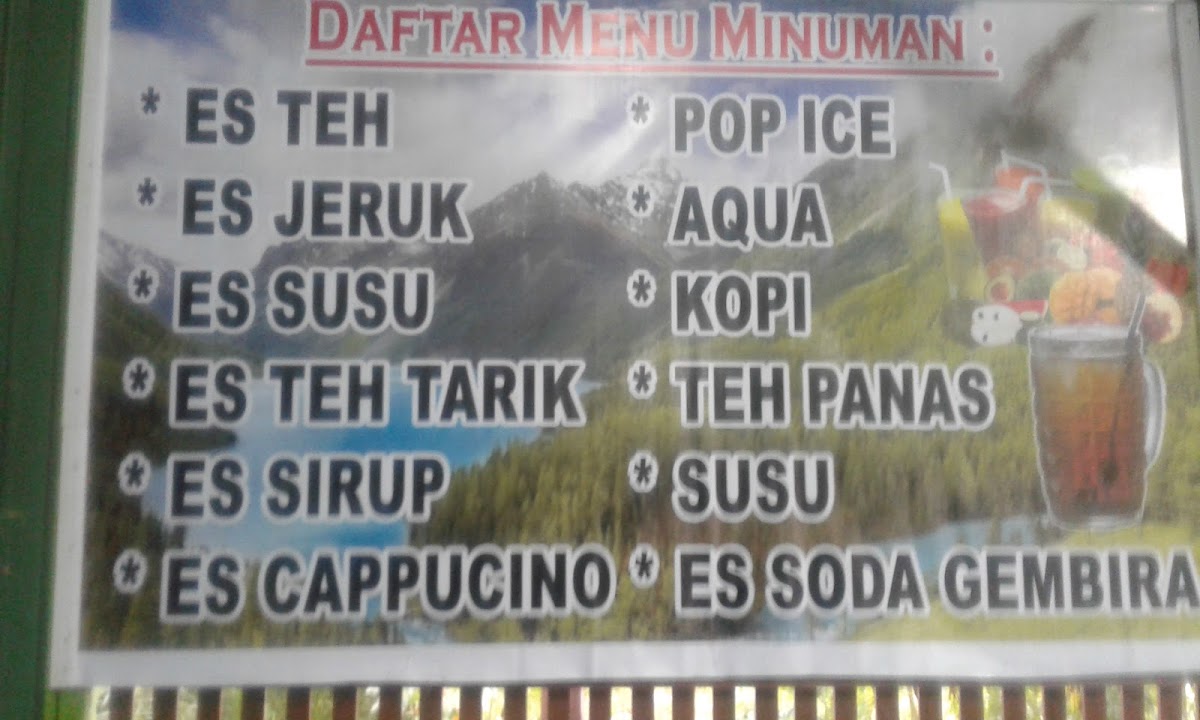 DAFTAR MENU MINUMAN :
* ES TEH
* ES JERUK
* ES SUSU
* ES TEH TARIK
* ES SIRUP
* ES CAPPUCINO
* POP ICE
* AQUA
* KOPI
* TEH PANAS
* SUSU
* ES SODA GEMBIRA